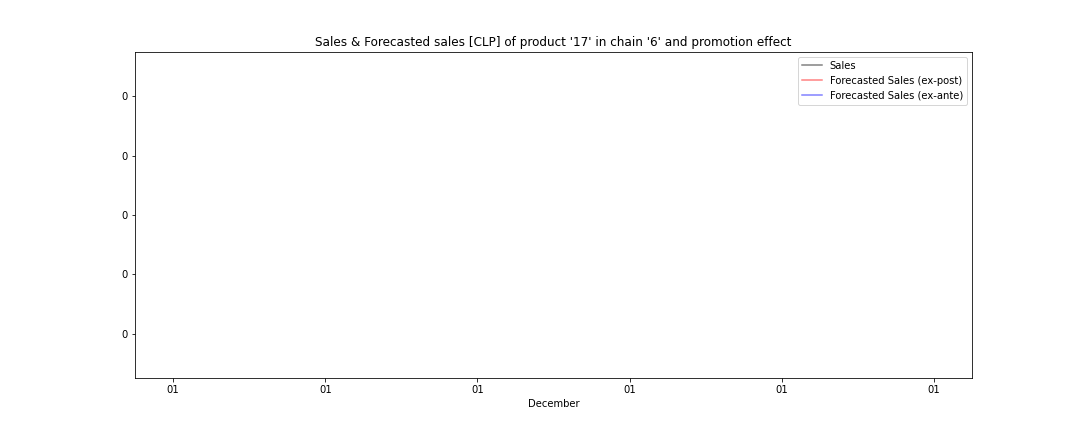 Sales & Forecasted sales [CLP] of product '17' in chain '6' and promotion effect
Sales
Forecasted Sales (ex-post)
Forecasted Sales (ex-ante)
0
0
0
0
0
01 01 01 01 01 01
December